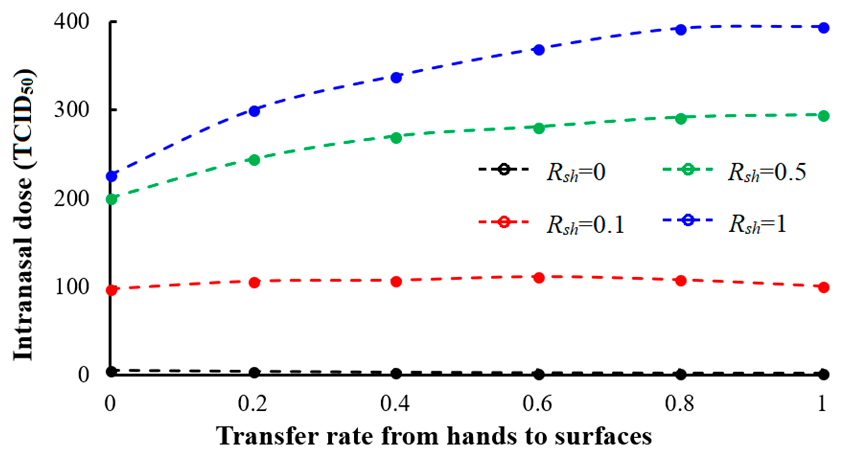 Intranasal dose (TCID₅₀)
400
300
200
100
0
Rsh=0
Rsh=0.5
Rsh=0.1
Rsh=1
0 0.2 0.4 0.6 0.8 1
Transfer rate from hands to surfaces